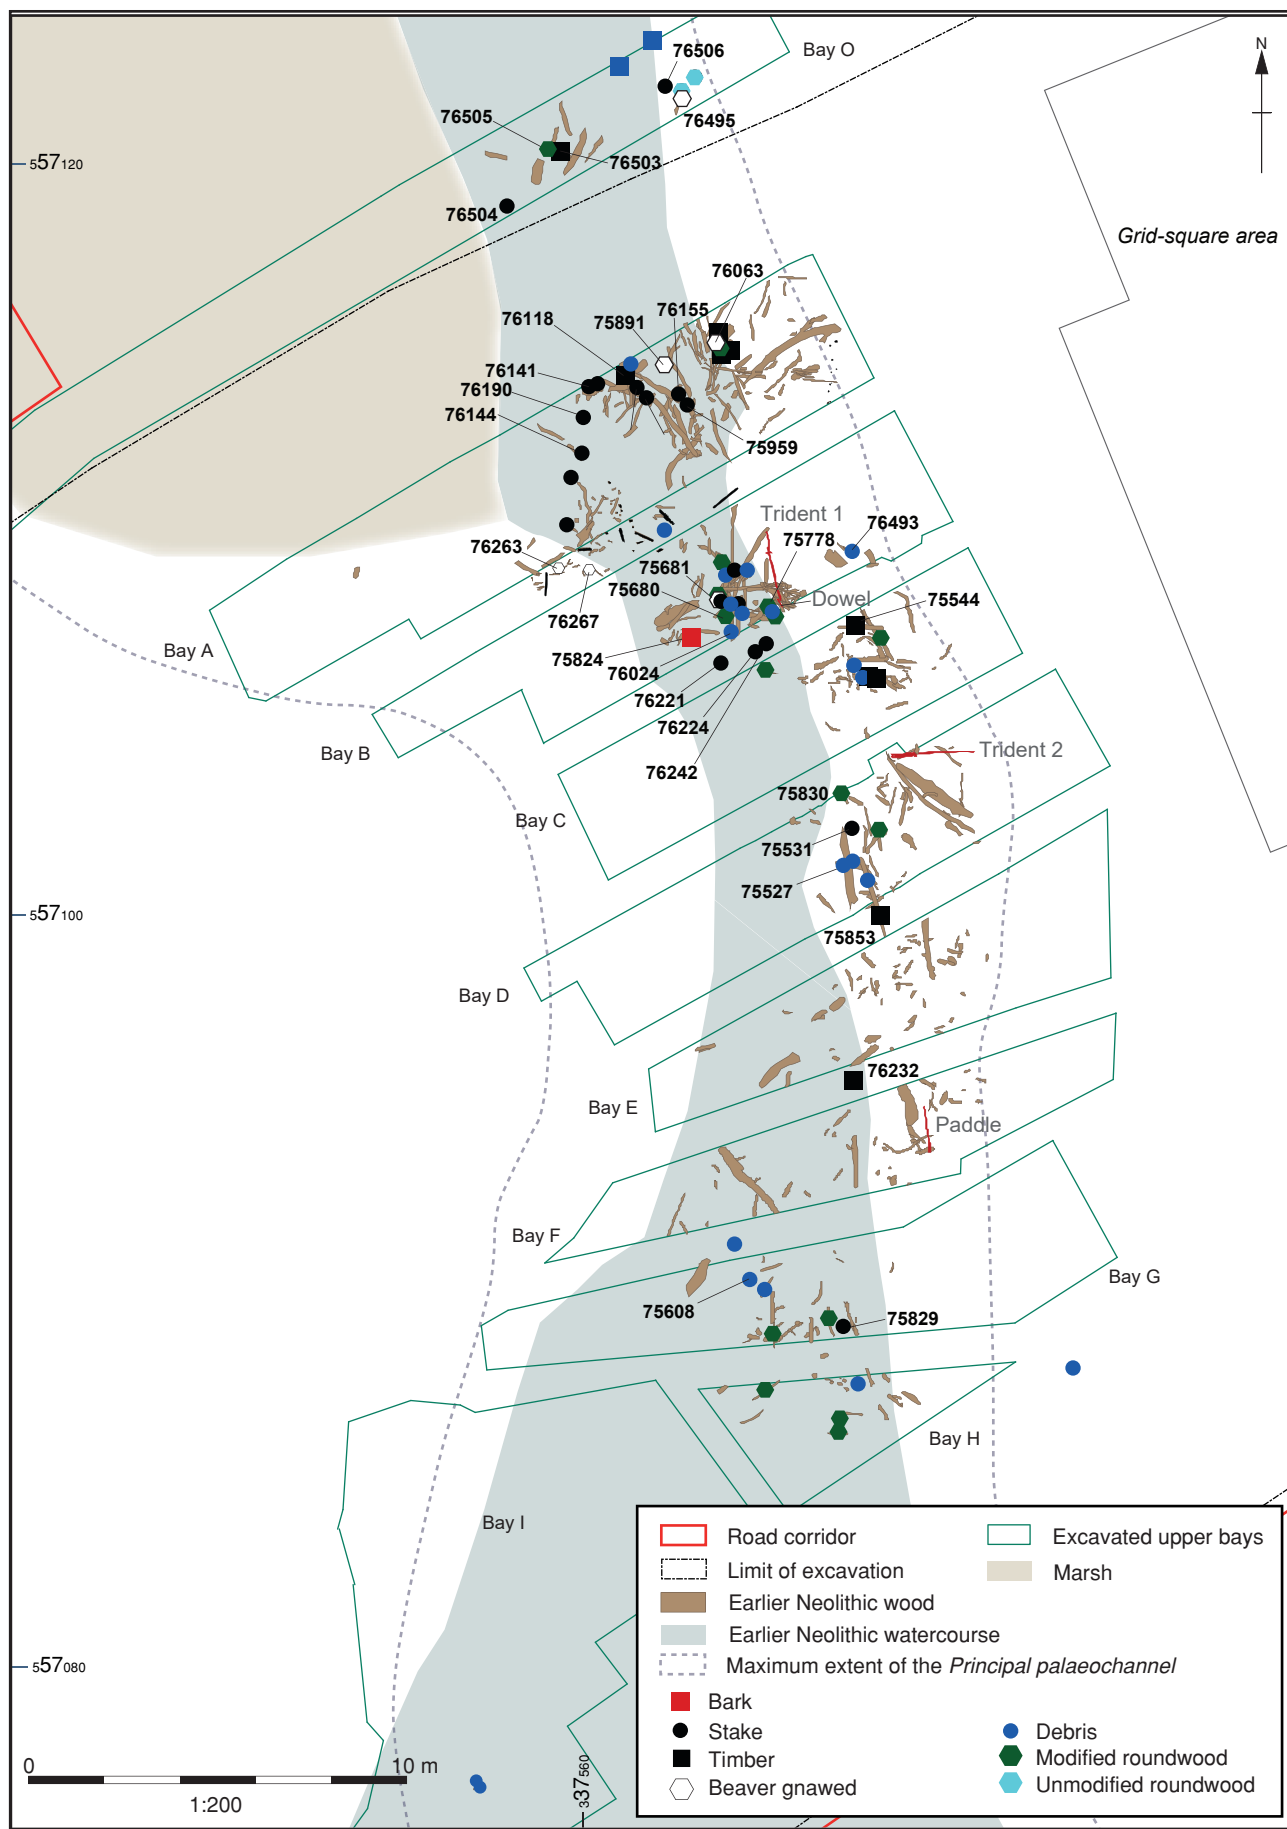 Bay O
N
76506
76495
76505
76503
557120
76504
Grid-square area
76063
76155
75891
76118
76141
76190
76144
75959
Trident 1
76493
75778
76263
75681
75680
Dowel
75544
76267
Bay A
75824
76024
76221
76224
76242
Bay B
Trident 2
75830
Bay C
75531
75527
557100
75853
Bay D
76232
Bay E
Paddle
Bay F
Bay G
75608
75829
Bay H
Bay I
557080
337560
0
10 m
1:200
Road corridor
Excavated upper bays
Limit of excavation
Marsh
Earlier Neolithic wood
Earlier Neolithic watercourse
Maximum extent of the Principal palaeochannel
Bark
Stake
Debris
Timber
Modified roundwood
Beaver gnawed
Unmodified roundwood